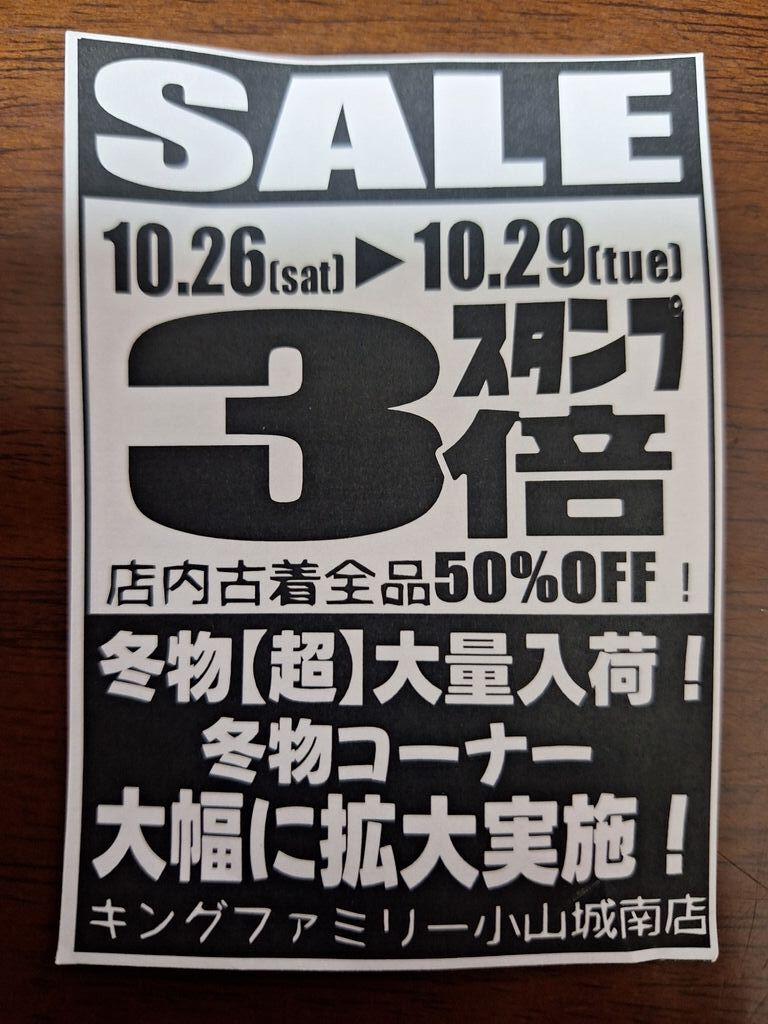 SALE
10.26(sat)▶10.29(tue)
3スタンプ倍
店内古着全品50%OFF！
冬物【超】大量入荷！
冬物コーナー
大幅に拡大実施！
キングファミリー小山城南店